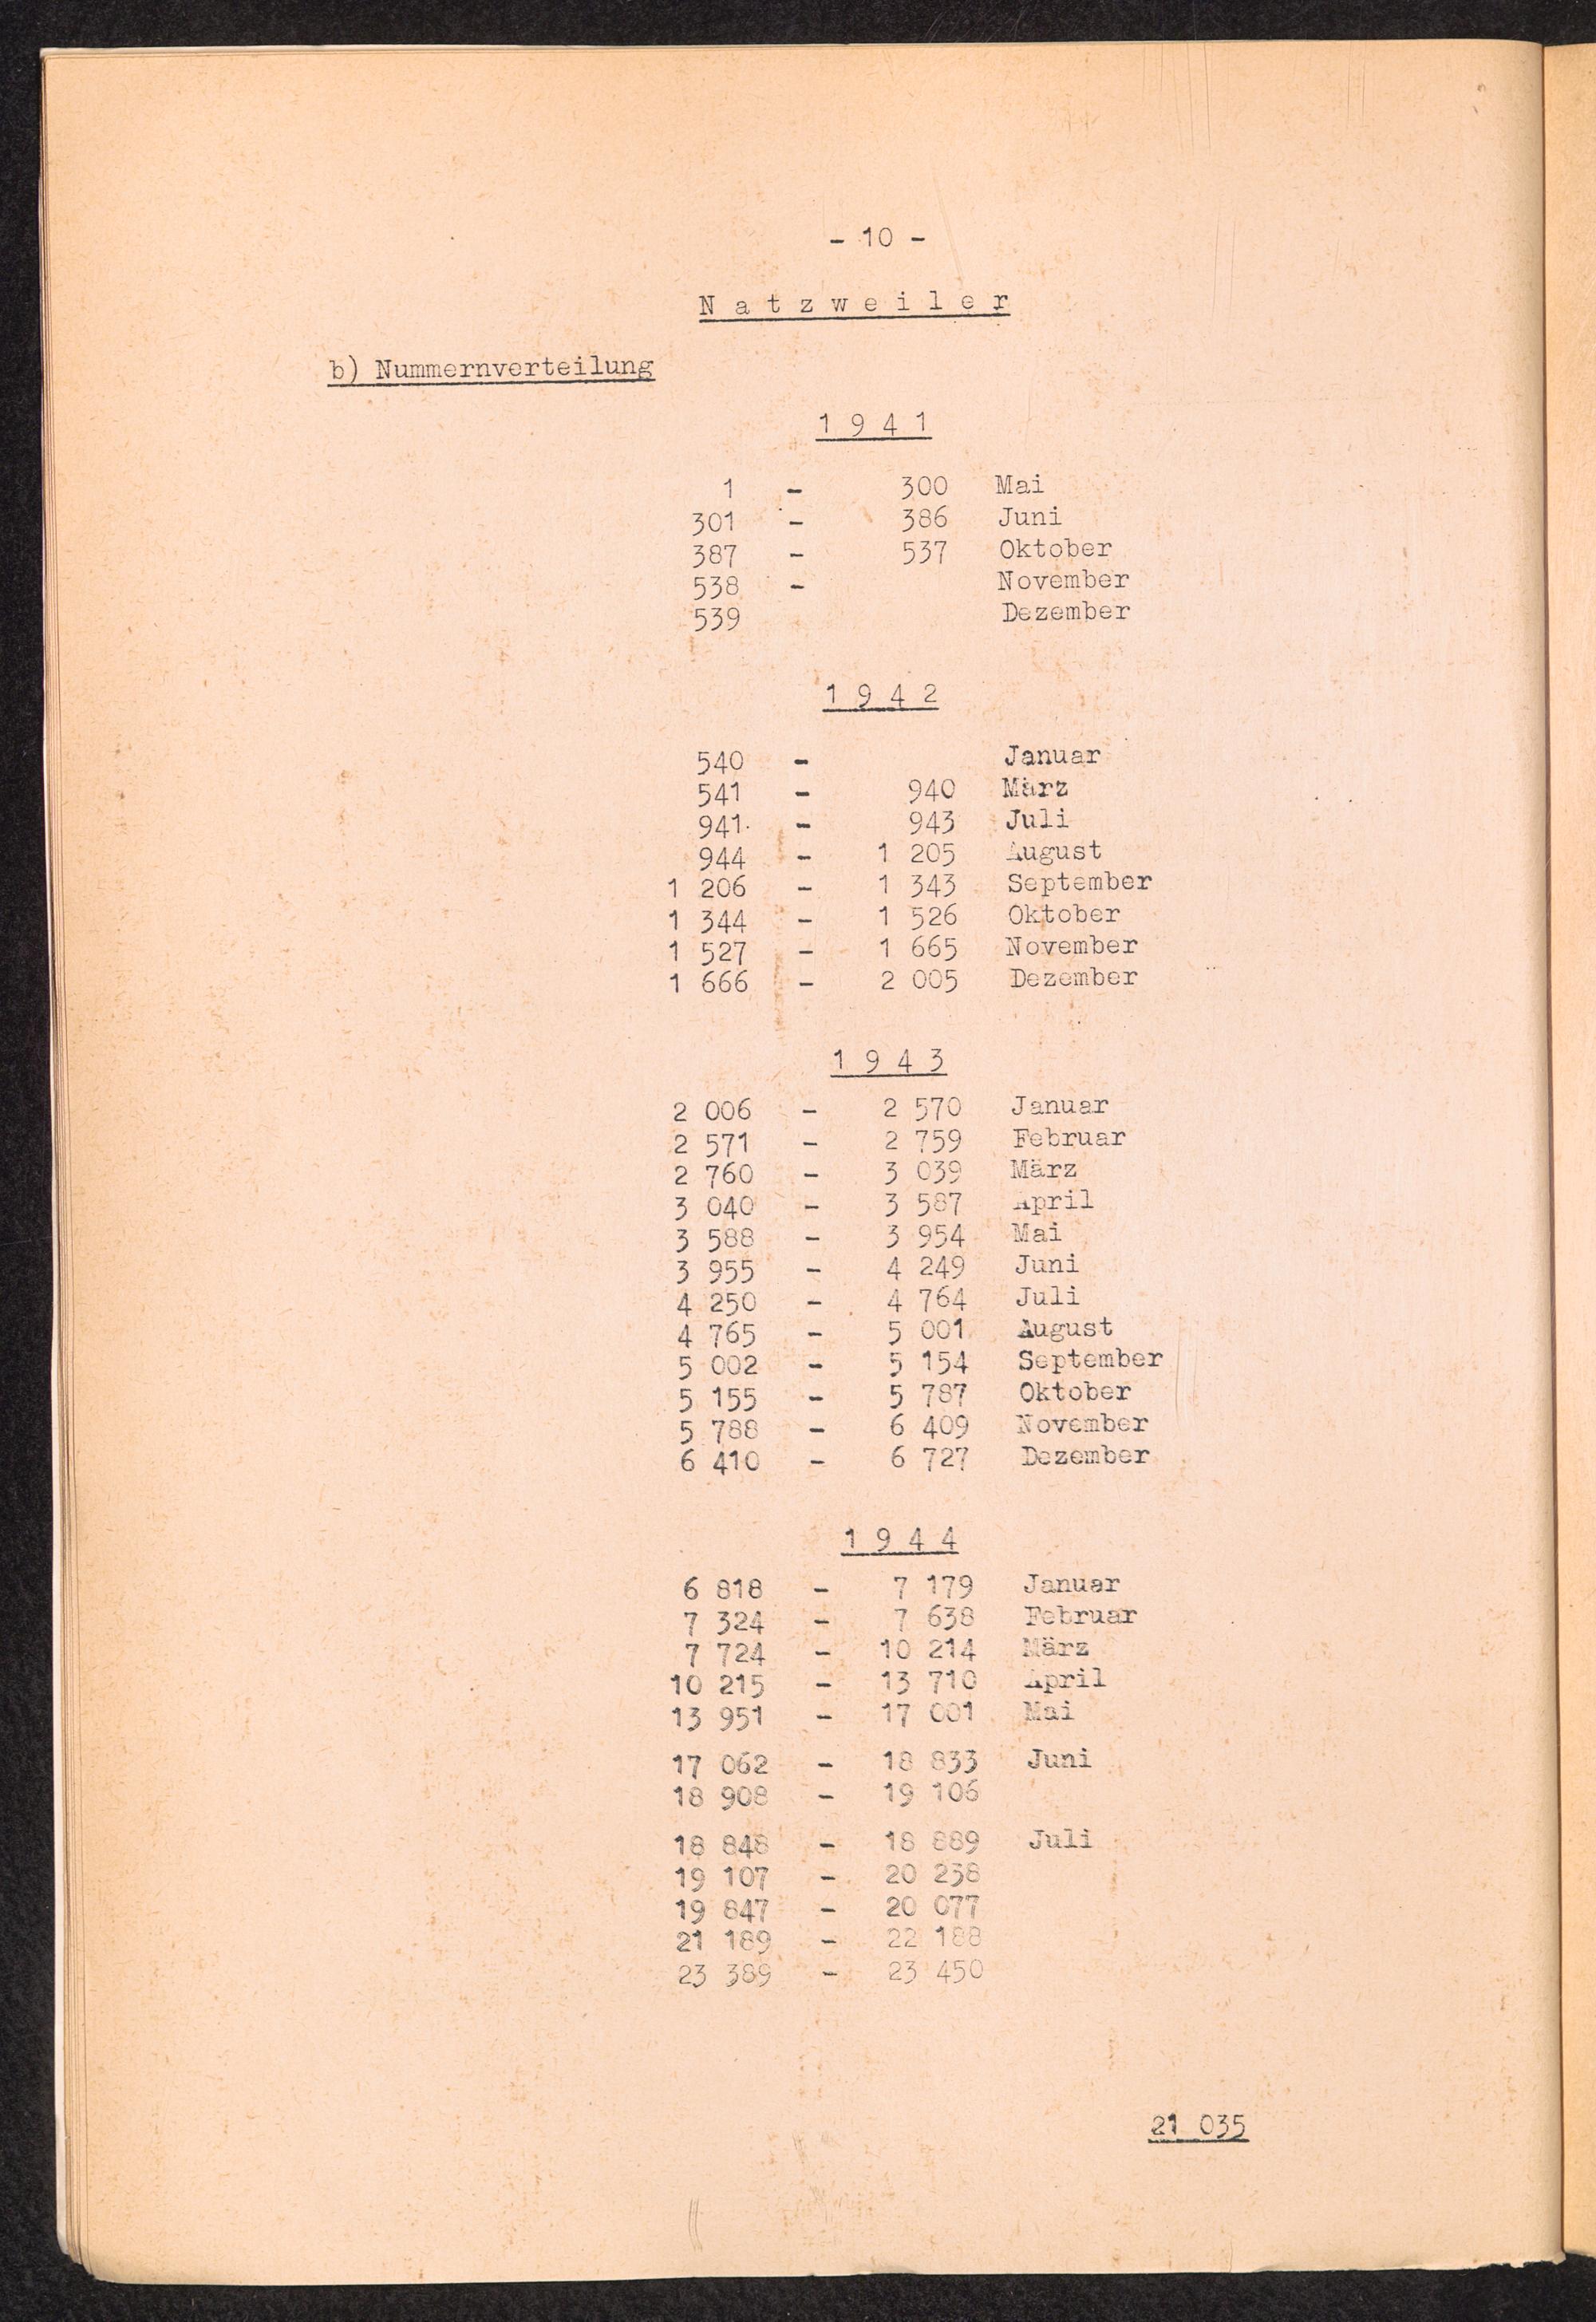 - 10 -
N a t z w e i l e r
b) Nummernverteilung
1 9 4 1
1 - 300 Mai
301 - 386 Juni
387 - 537 Oktober
538 - November
539 Dezember
1 9 4 2
540 - Januar
541 - 940 März
941 - 943 Juli
944 - 1 205 August
1 206 - 1 343 September
1 344 - 1 526 Oktober
1 527 - 1 665 November
1 666 - 2 005 Dezember
1 9 4 3
2 006 - 2 570 Januar
2 571 - 2 759 Februar
2 760 - 3 039 März
3 040 - 3 587 April
3 588 - 3 954 Mai
3 955 - 4 249 Juni
4 250 - 4 764 Juli
4 765 - 5 001 August
5 002 - 5 154 September
5 155 - 5 787 Oktober
5 788 - 6 409 November
6 410 - 6 727 Dezember
1 9 4 4
6 818 - 7 179 Januar
7 324 - 7 638 Februar
7 724 - 10 214 März
10 215 - 13 710 April
13 951 - 17 001 Mai
17 062 - 18 833 Juni
18 908 - 19 106
18 848 - 18 889 Juli
19 107 - 20 238
19 847 - 20 077
21 189 - 22 188
23 389 - 23 450
21 035